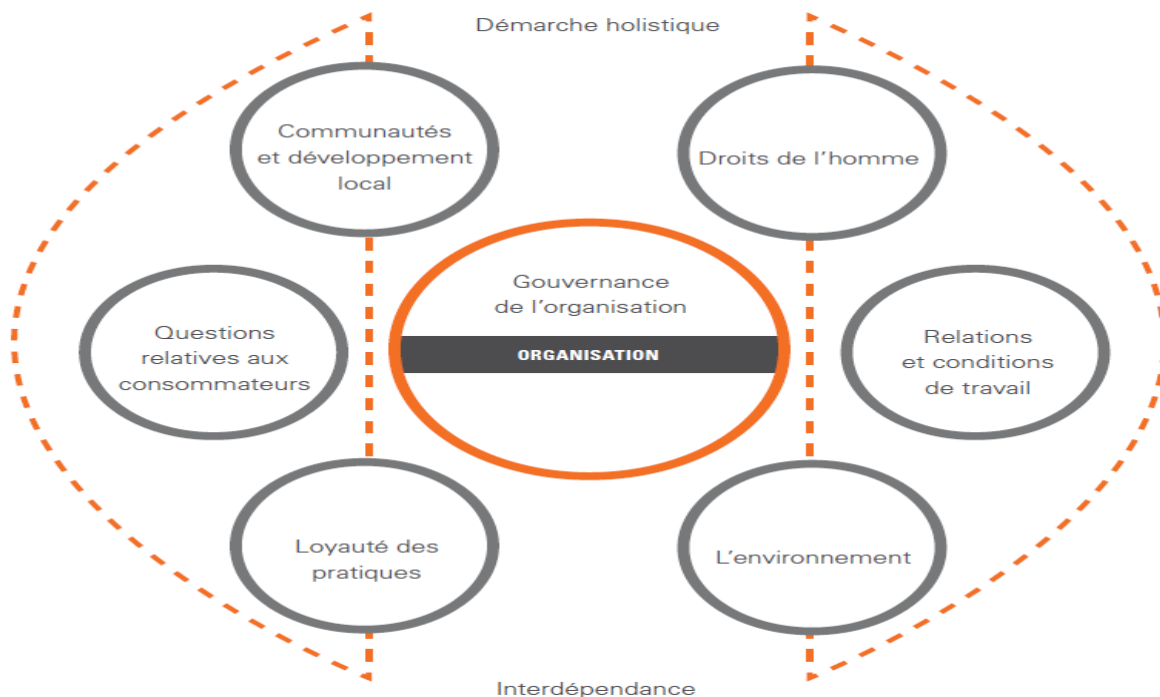 Démarche holistique
Communautés
et développement
local
Droits de l'homme
Gouvernance
de l'organisation
ORGANISATION
Questions
relatives aux
consommateurs
Relations
et conditions
de travail
Loyauté des
pratiques
L'environnement
Interdépendance